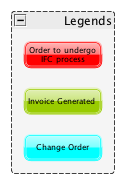 Legends
Order to undergo
IFC process
Invoice Generated
Change Order